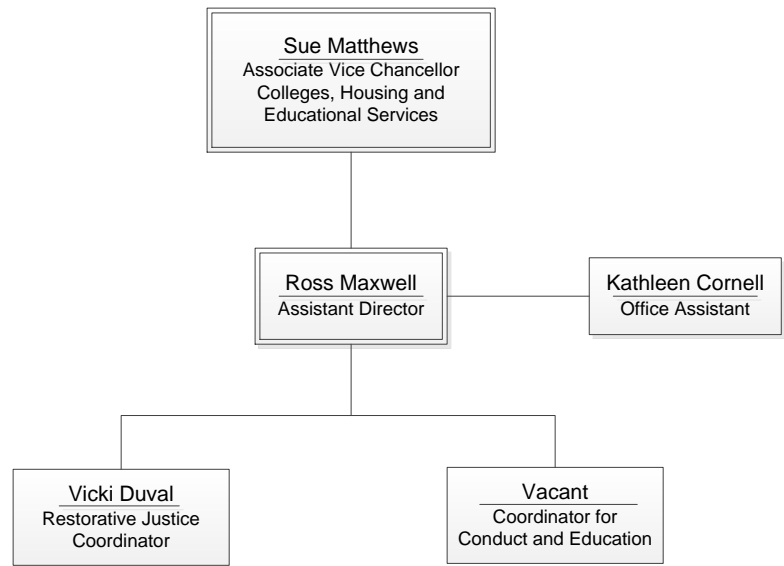 Sue Matthews
Associate Vice Chancellor
Colleges, Housing and
Educational Services
Ross Maxwell
Assistant Director
Kathleen Cornell
Office Assistant
Vicki Duval
Restorative Justice
Coordinator
Vacant
Coordinator for
Conduct and Education